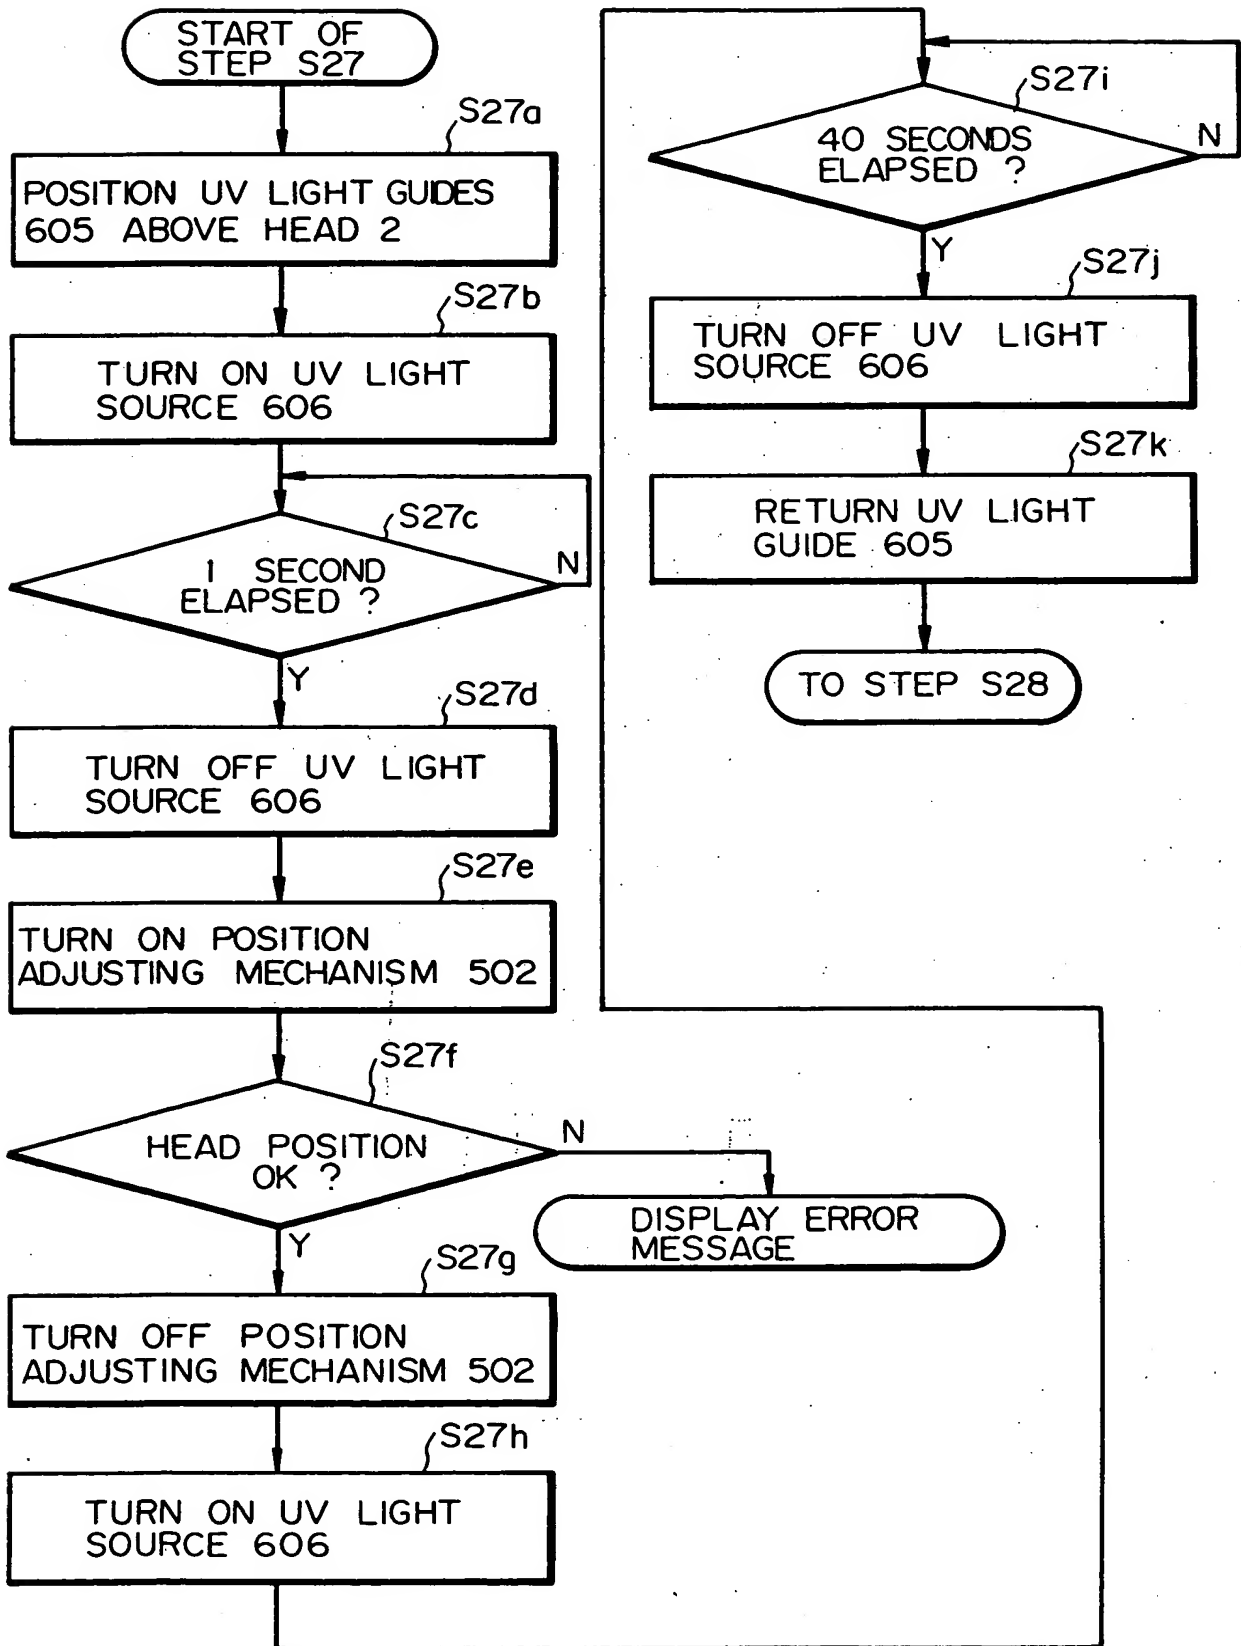 START OF
STEP S27
S27a
POSITION UV LIGHT GUIDES
605 ABOVE HEAD 2
S27b
TURN ON UV LIGHT
SOURCE 606
S27c
1 SECOND
ELAPSED ?
N
Y
S27d
TURN OFF UV LIGHT
SOURCE 606
S27e
TURN ON POSITION
ADJUSTING MECHANISM 502
S27f
HEAD POSITION
OK ?
N
DISPLAY ERROR
MESSAGE
Y
S27g
TURN OFF POSITION
ADJUSTING MECHANISM 502
S27h
TURN ON UV LIGHT
SOURCE 606
S27i
40 SECONDS
ELAPSED ?
N
Y
S27j
TURN OFF UV LIGHT
SOURCE 606
S27k
RETURN UV LIGHT
GUIDE 605
TO STEP S28